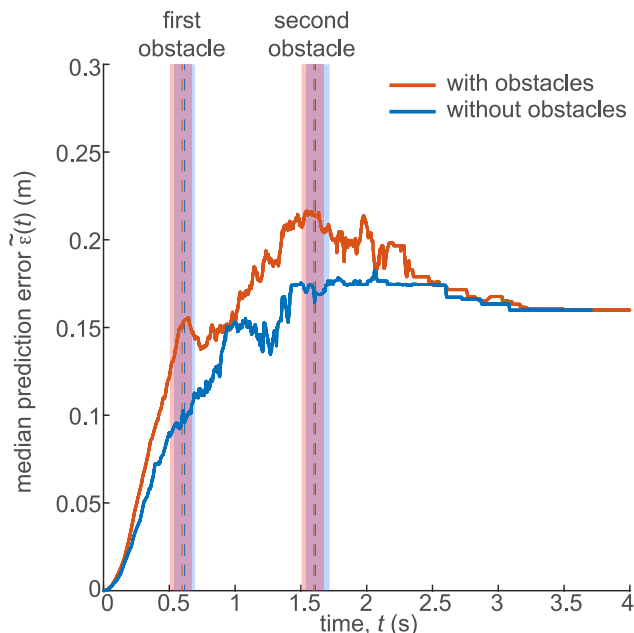 first
obstacle
second
obstacle
with obstacles
without obstacles
median prediction error ε̃(t) (m)
0.3
0.25
0.2
0.15
0.1
0.05
0
0 0.5 1 1.5 2 2.5 3 3.5 4
time, t (s)